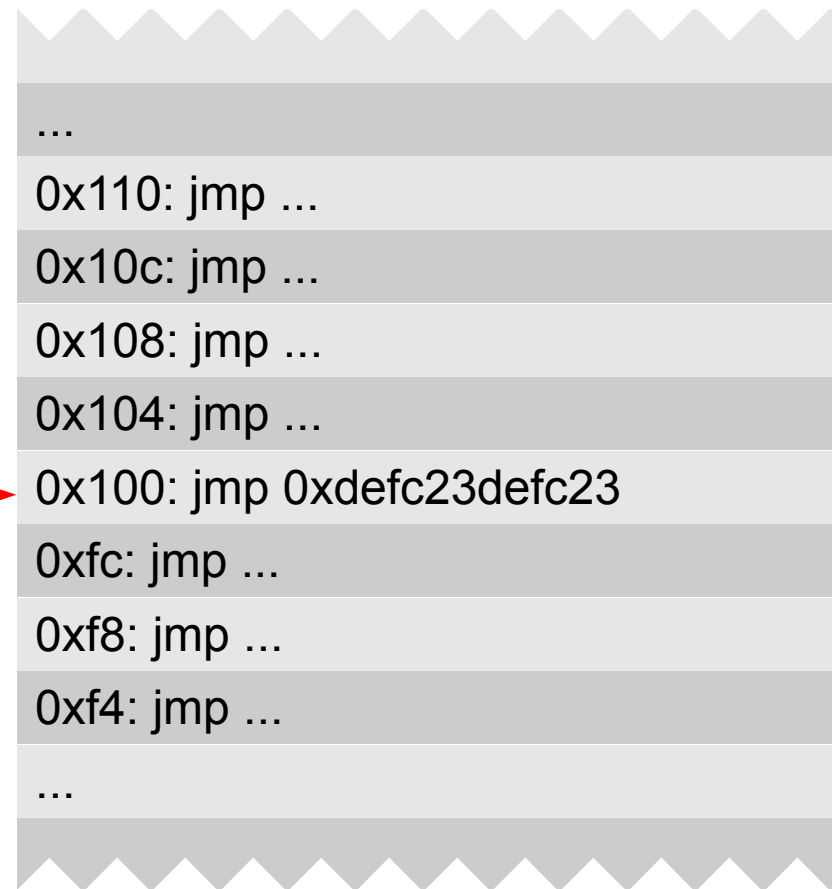 ...
0x110: jmp ...
0x10c: jmp ...
0x108: jmp ...
0x104: jmp ...
0x100: jmp 0xdefc23defc23
0xfc: jmp ...
0xf8: jmp ...
0xf4: jmp ...
...